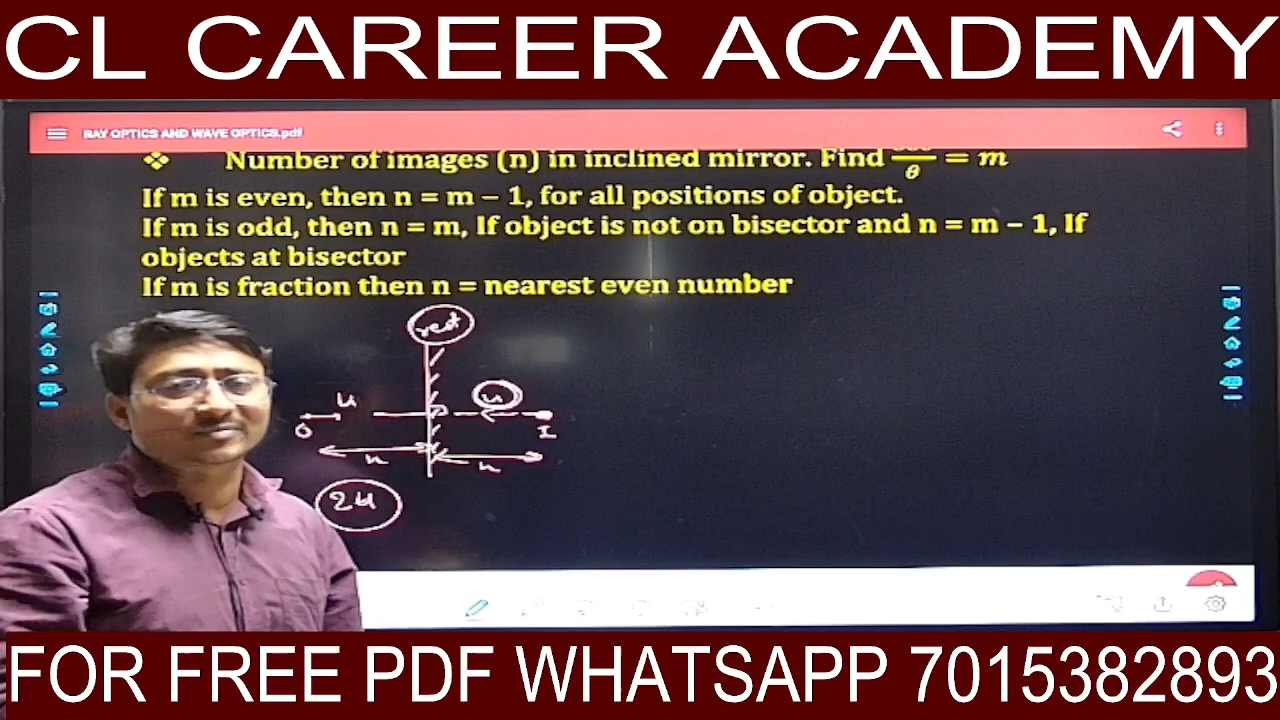 CL CAREER ACADEMY
RAY OPTICS AND WAVE OPTICS.pdf
❖ Number of images (n) in inclined mirror. Find /θ = m
If m is even, then n = m − 1, for all positions of object.
If m is odd, then n = m, If object is not on bisector and n = m − 1, If
objects at bisector
If m is fraction then n = nearest even number
rest
u
u
O
I
x
x
2u
FOR FREE PDF WHATSAPP 7015382893